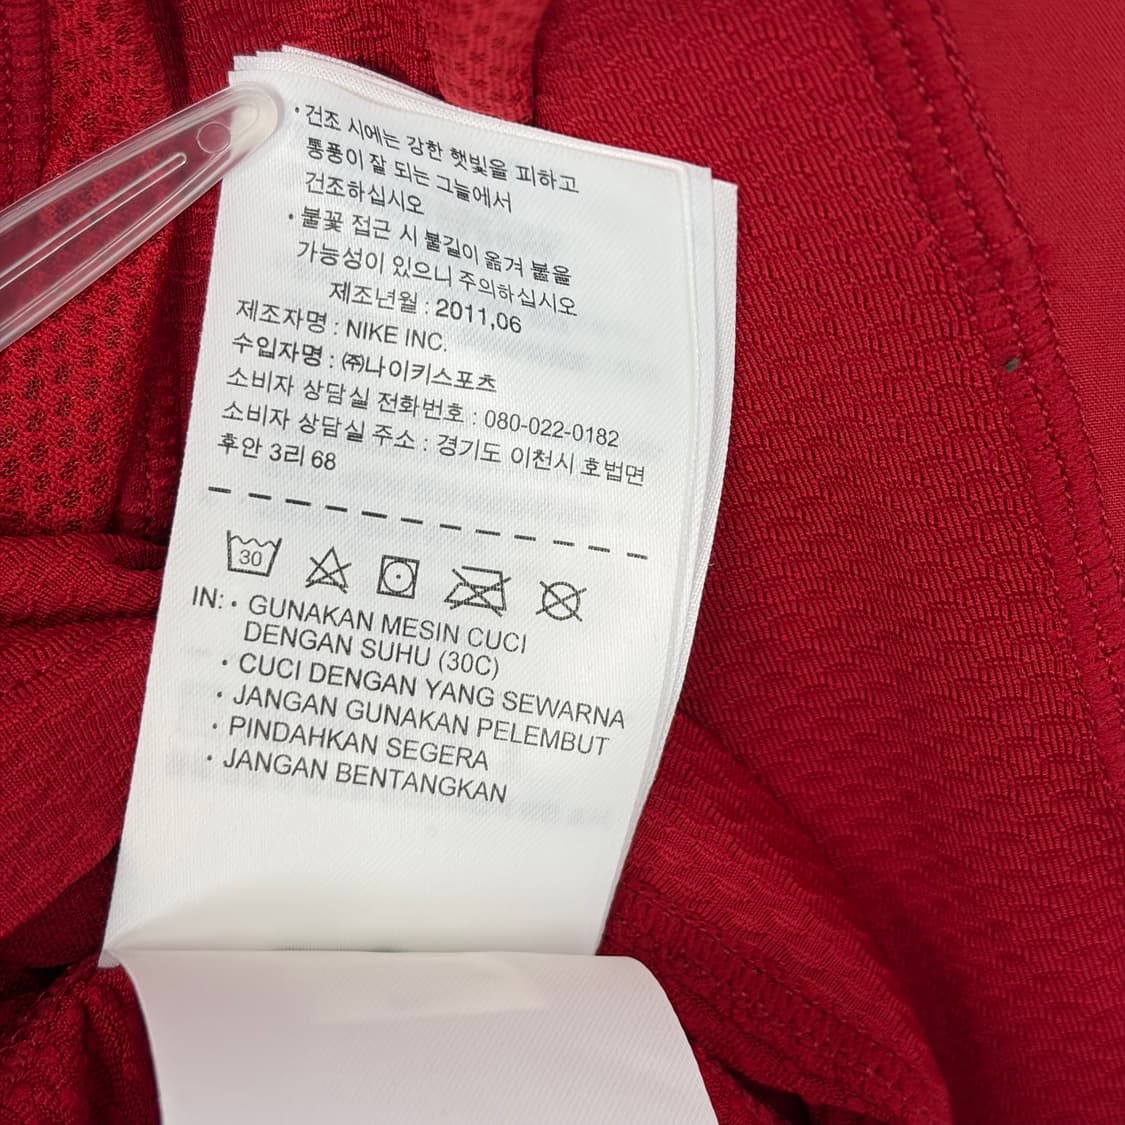 · 건조 시에는 강한 햇빛을 피하고
통풍이 잘 되는 그늘에서
건조하십시오
· 불꽃 접근 시 불길이 옮겨 붙을
가능성이 있으니 주의하십시오
제조년월 : 2011,06
제조자명 : NIKE INC.
수입자명 : ㈜나이키스포츠
소비자 상담실 전화번호 : 080-022-0182
소비자 상담실 주소 : 경기도 이천시 호법면
후안 3리 68
30
IN: · GUNAKAN MESIN CUCI
DENGAN SUHU (30C)
· CUCI DENGAN YANG SEWARNA
· JANGAN GUNAKAN PELEMBUT
· PINDAHKAN SEGERA
· JANGAN BENTANGKAN